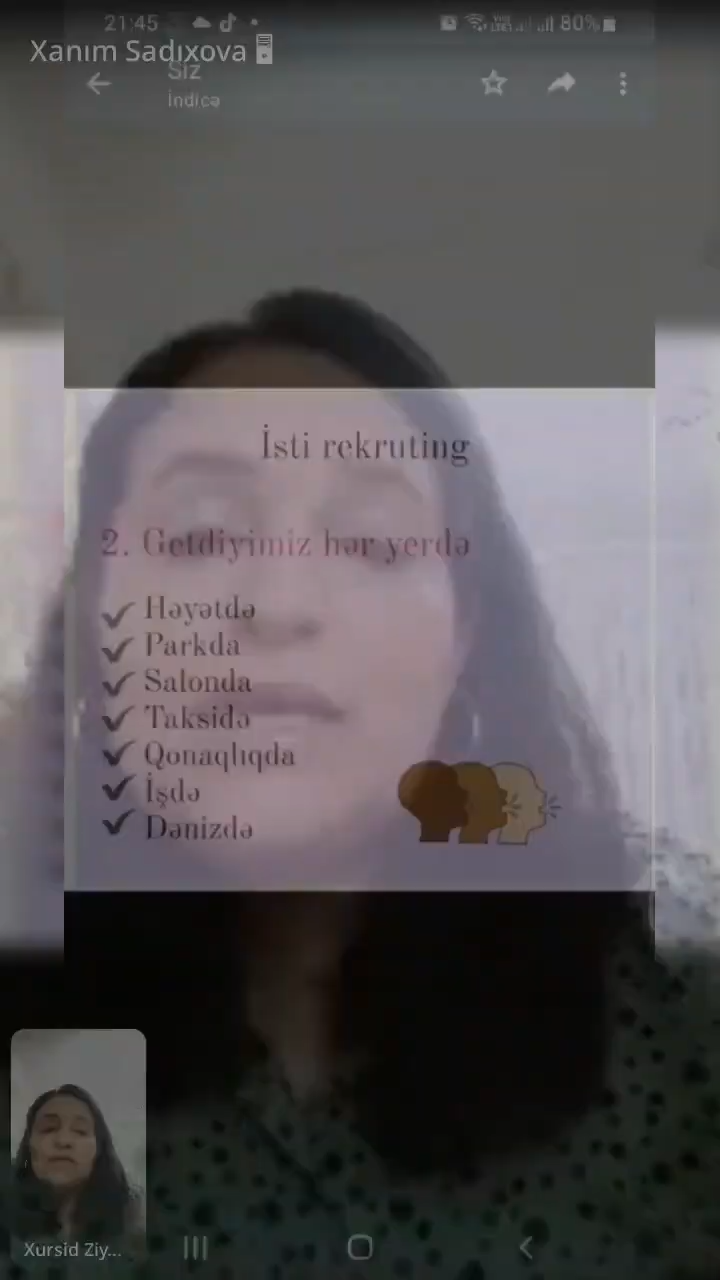 21:45
80%
Xanım Sadıxova
Siz
İndicə
İsti rekruting
2. Getdiyimiz hər yerdə
Həyətdə
Parkda
Salonda
Taksidə
Qonaqlıqda
İşdə
Dənizdə
Xursid Ziy...